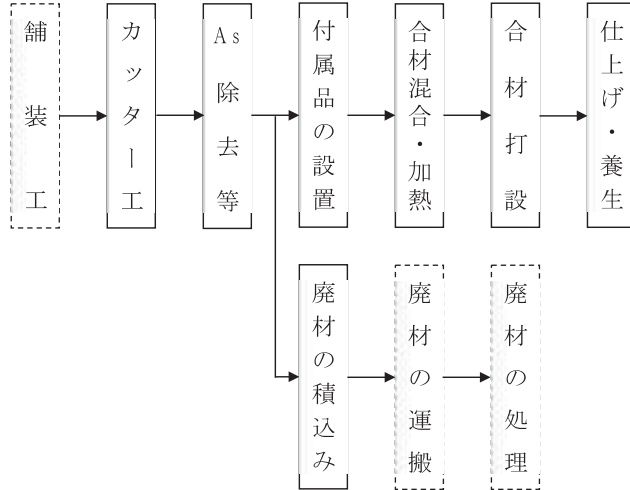 舗装工
カッター工
As除去等
付属品の設置
合材混合・加熱
合材打設
仕上げ・養生
廃材の積込み
廃材の運搬
廃材の処理